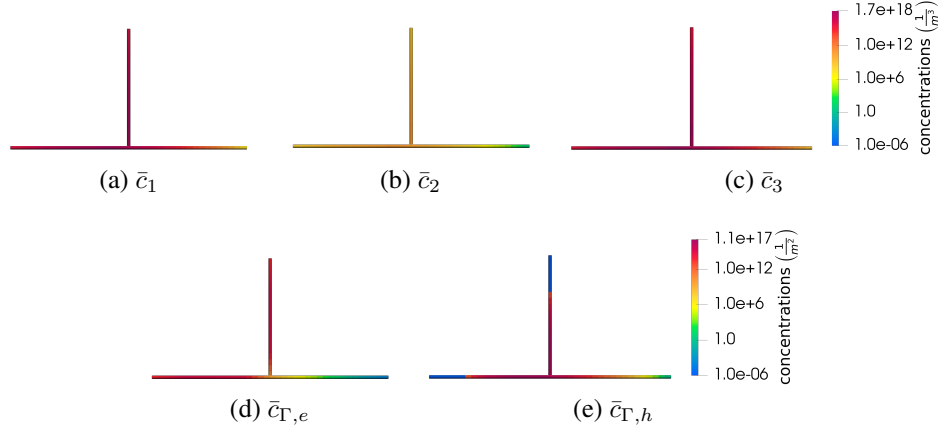 1.7e+18
1.0e+12
1.0e+6
1.0
1.0e-06
concentrations (1/m³)
(a) c̄₁
(b) c̄₂
(c) c̄₃
1.1e+17
1.0e+12
1.0e+6
1.0
1.0e-06
concentrations (1/m²)
(d) c̄Γ,e
(e) c̄Γ,h